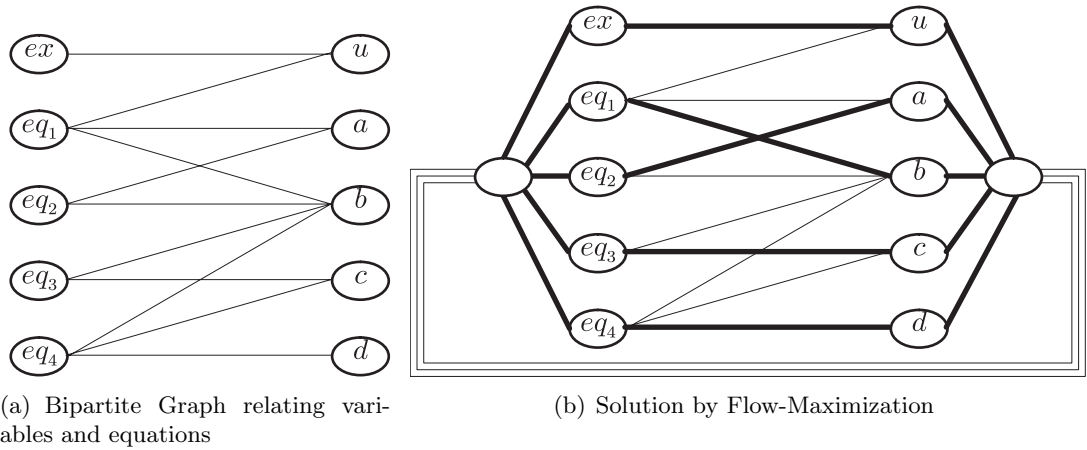 ex u
eq1 a
eq2 b
eq3 c
eq4 d
(a) Bipartite Graph relating vari-
ables and equations
ex u
eq1 a
eq2 b
eq3 c
eq4 d
(b) Solution by Flow-Maximization